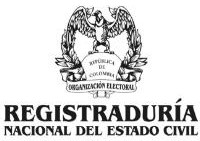 REPÚBLICA
DE
COLOMBIA
ORGANIZACIÓN ELECTORAL
REGISTRADURÍA
NACIONAL DEL ESTADO CIVIL